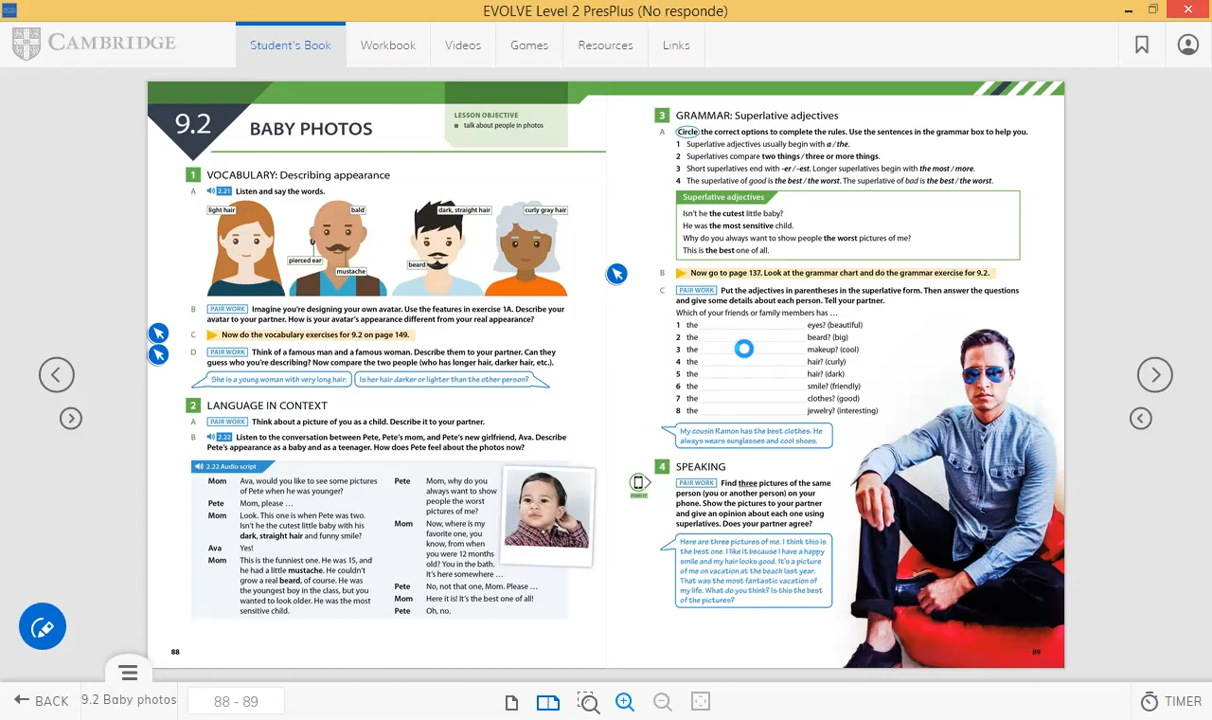 EVOLVE Level 2 PresPlus (No responde)
CAMBRIDGE
Student's Book
Workbook
Videos
Games
Resources
Links
9.2
BABY PHOTOS
LESSON OBJECTIVE
■ talk about people in photos
1 VOCABULARY: Describing appearance
A 2.21 Listen and say the words.
light hair
bald
dark, straight hair
curly gray hair
pierced ear
mustache
beard
B PAIR WORK Imagine you're designing your own avatar. Use the features in exercise 1A. Describe your
avatar to your partner. How is your avatar's appearance different from your real appearance?
C Now do the vocabulary exercises for 9.2 on page 149.
D PAIR WORK Think of a famous man and a famous woman. Describe them to your partner. Can they
guess who you're describing? Now compare the two people (who has longer hair, darker hair, etc.).
She is a young woman with very long hair.
Is her hair darker or lighter than the other person?
2 LANGUAGE IN CONTEXT
A PAIR WORK Think about a picture of you as a child. Describe it to your partner.
B 2.22 Listen to the conversation between Pete, Pete's mom, and Pete's new girlfriend, Ava. Describe
Pete's appearance as a baby and as a teenager. How does Pete feel about the photos now?
2.22 Audio script
Mom Ava, would you like to see some pictures
of Pete when he was younger?
Pete Mom, please ...
Mom Look. This one is when Pete was two.
Isn't he the cutest little baby with his
dark, straight hair and funny smile?
Ava Yes!
Mom This is the funniest one. He was 15, and
he had a little mustache. He couldn't
grow a real beard, of course. He was
the youngest boy in the class, but you
wanted to look older. He was the most
sensitive child.
Pete Mom, why do you
always want to show
people the worst
pictures of me?
Mom Now, where is my
favorite one, you
know, from when
you were 12 months
old? You in the bath.
It's here somewhere ...
Pete No, not that one, Mom. Please ...
Mom Here it is! It's the best one of all!
Pete Oh, no.
88
3 GRAMMAR: Superlative adjectives
A Circle the correct options to complete the rules. Use the sentences in the grammar box to help you.
1 Superlative adjectives usually begin with a / the.
2 Superlatives compare two things / three or more things.
3 Short superlatives end with -er / -est. Longer superlatives begin with the most / more.
4 The superlative of good is the best / the worst. The superlative of bad is the best / the worst.
Superlative adjectives
Isn't he the cutest little baby?
He was the most sensitive child.
Why do you always want to show people the worst pictures of me?
This is the best one of all.
B Now go to page 137. Look at the grammar chart and do the grammar exercise for 9.2.
C PAIR WORK Put the adjectives in parentheses in the superlative form. Then answer the questions
and give some details about each person. Tell your partner.
Which of your friends or family members has ...
1 the eyes? (beautiful)
2 the beard? (big)
3 the makeup? (cool)
4 the hair? (curly)
5 the hair? (dark)
6 the smile? (friendly)
7 the clothes? (good)
8 the jewelry? (interesting)
My cousin Ramon has the best clothes. He
always wears sunglasses and cool shoes.
4 SPEAKING
FIND IT
PAIR WORK Find three pictures of the same
person (you or another person) on your
phone. Show the pictures to your partner
and give an opinion about each one using
superlatives. Does your partner agree?
Here are three pictures of me. I think this is
the best one. I like it because I have a happy
smile and my hair looks good. It's a picture
of me on vacation at the beach last year.
That was the most fantastic vacation of
my life. What do you think? Is this the best
of the pictures?
89
BACK
9.2 Baby photos
88 - 89
TIMER